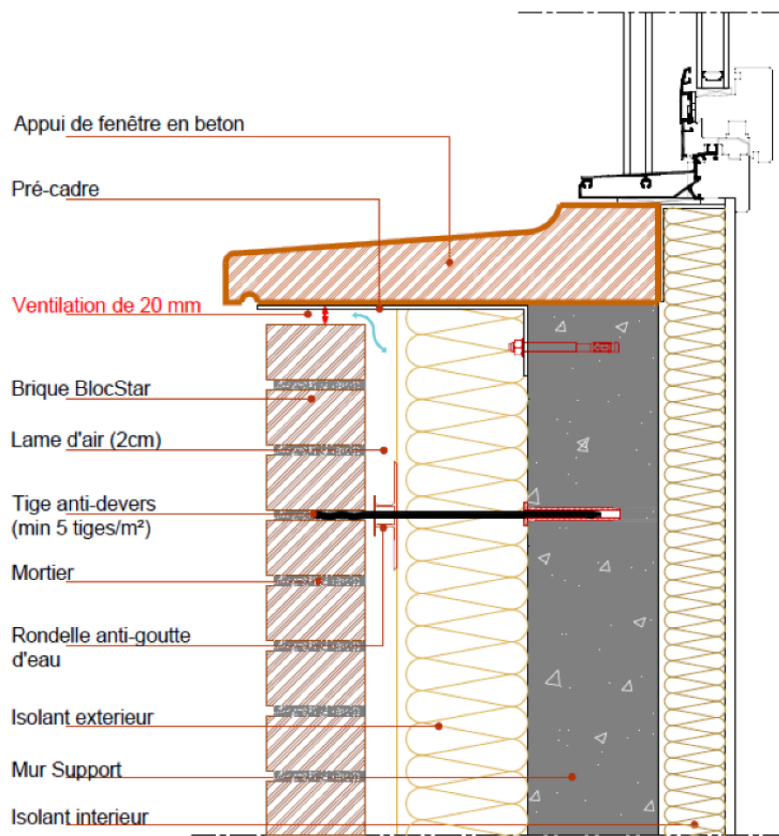 Appui de fenêtre en beton
Pré-cadre
Ventilation de 20 mm
Brique BlocStar
Lame d'air (2cm)
Tige anti-devers
(min 5 tiges/m²)
Mortier
Rondelle anti-goutte
d'eau
Isolant exterieur
Mur Support
Isolant interieur